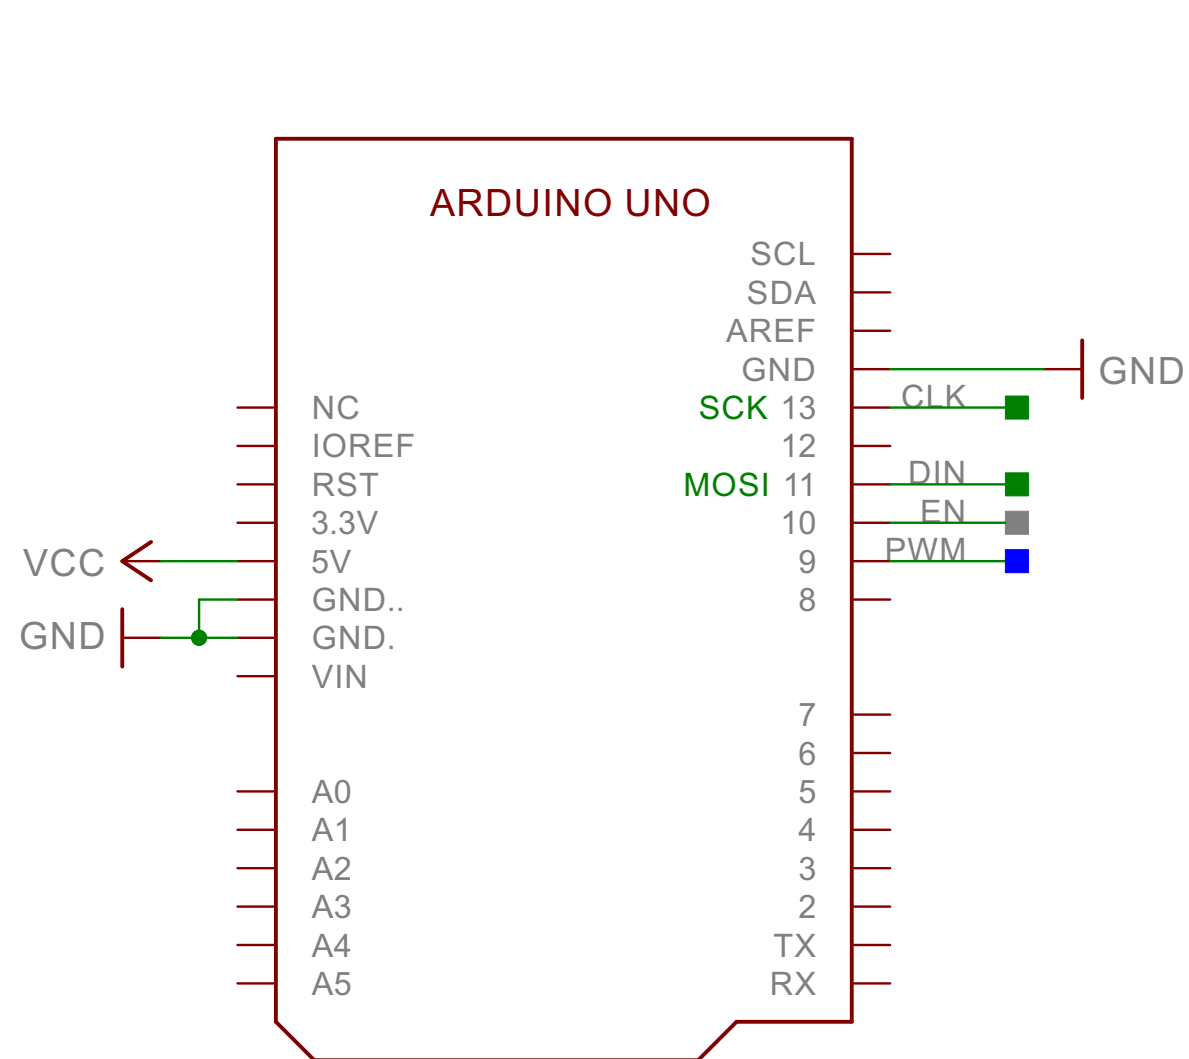 ARDUINO UNO
SCL
SDA
AREF
GND GND
NC SCK 13 CLK
IOREF 12
RST MOSI 11 DIN
3.3V 10 EN
VCC 5V 9 PWM
GND.. 8
GND GND.
VIN
7
6
A0 5
A1 4
A2 3
A3 2
A4 TX
A5 RX